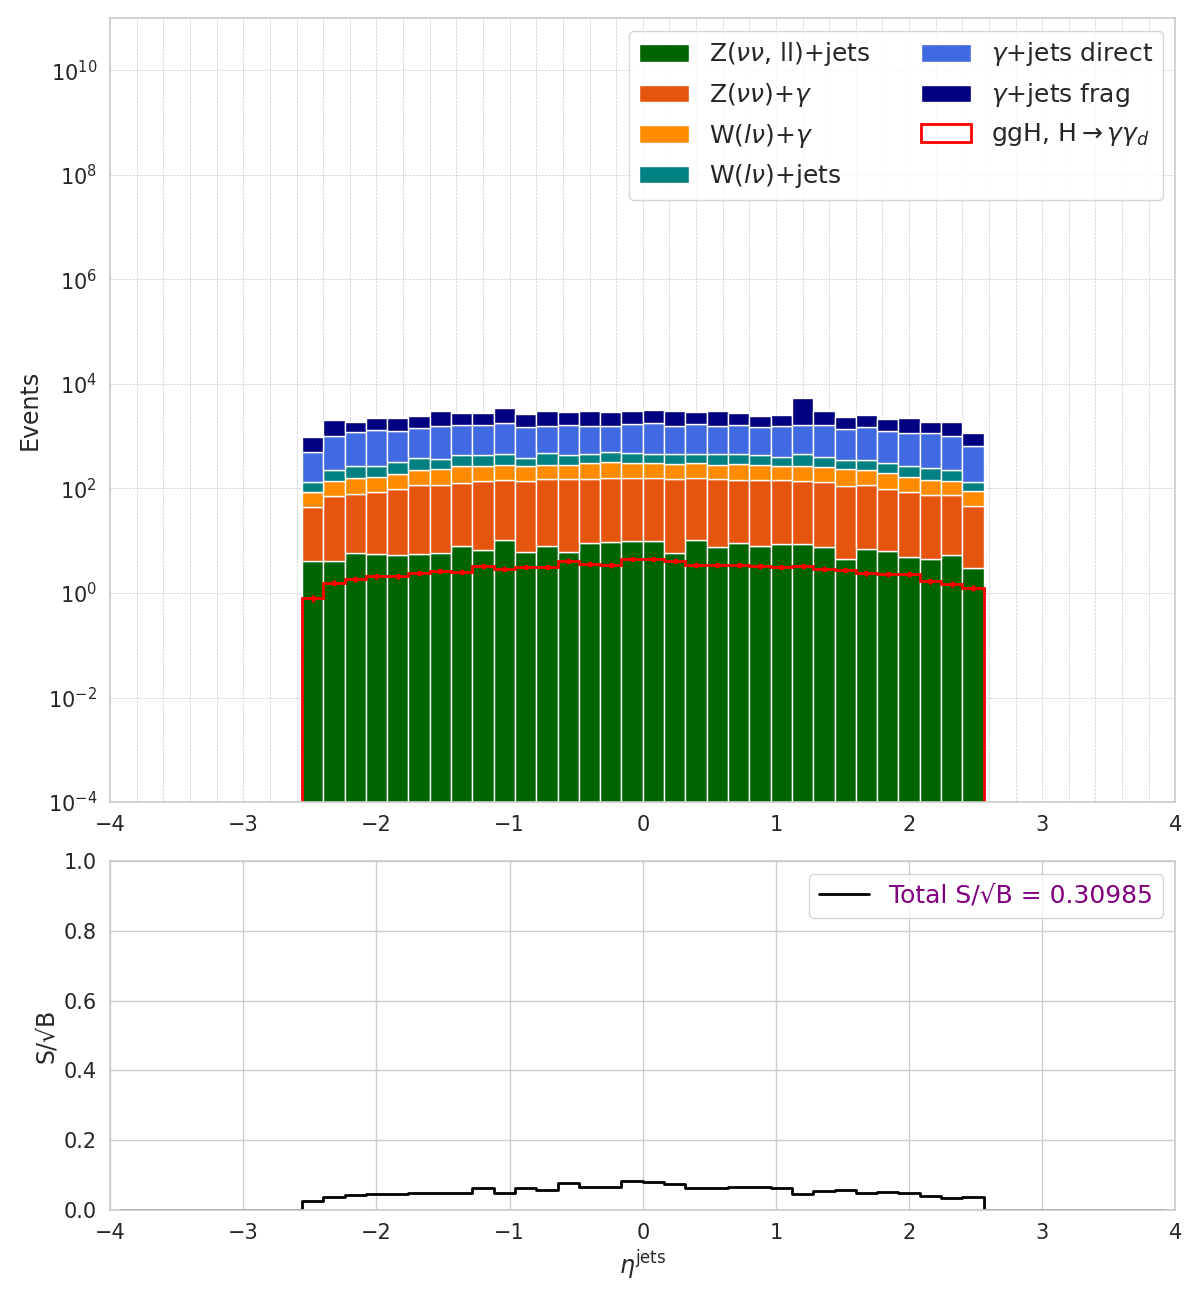 Z(νν, ll)+jets
Z(νν)+γ
W(lν)+γ
W(lν)+jets
γ+jets direct
γ+jets frag
ggH, H→γγ_d
Events
10^10
10^8
10^6
10^4
10^2
10^0
10^−2
10^−4
−4 −3 −2 −1 0 1 2 3 4
Total S/√B = 0.30985
S/√B
1.0
0.8
0.6
0.4
0.2
0.0
−4 −3 −2 −1 0 1 2 3 4
η^jets